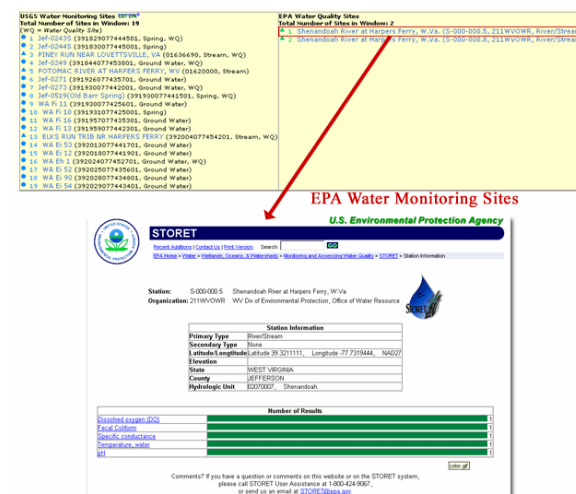 USGS Water Monitoring Sites
Total Number of Sites in Window: 19
(WQ = Water Quality Site)
1 Jef-0243S (391829077444501, Spring, WQ)
2 Jef-0244S (391830077445001, Spring)
3 PINEY RUN NEAR LOVETTSVILLE, VA (01636690, Stream, WQ)
4 Jef-0249 (391844077453801, Ground Water, WQ)
5 POTOMAC RIVER AT HARPERS FERRY, WV (01620000, Stream)
6 Jef-0271 (391926077435701, Ground Water)
7 Jef-0273 (391930077442001, Ground Water)
8 Jef-0519(Old Barr Spring) (391930077441501, Spring, WQ)
9 WA Fi 11 (391930077425601, Ground Water)
10 WA Fi 10 (391931077425001, Spring)
11 WA Fi 16 (391957077435301, Ground Water)
12 WA Fi 13 (391959077442301, Ground Water)
13 ELKS RUN TRIB NR HARPERS FERRY (392004077454201, Stream, WQ)
14 WA Ei 53 (392013077441701, Ground Water)
15 WA Ei 12 (392018077441901, Ground Water)
16 WA Eh 1 (392024077452701, Ground Water, WQ)
17 WA Ei 52 (392025077435601, Ground Water)
18 WA Ei 90 (392028077434801, Ground Water)
19 WA Ei 54 (392029077443401, Ground Water)
EPA Water Quality Sites
Total Number of Sites in Window: 2
1 Shenandoah River at Harpers Ferry, W.Va. (S-000-000.5, 211WVOWR, River/Stream
2 Shenandoah River at Harpers Ferry, W.Va. (S-000-000.8, 211WVOWR, River/Stream
EPA Water Monitoring Sites
U.S. Environmental Protection Agency
STORET
Recent Additions | Contact Us | Print Version Search: GO
EPA Home > Water > Wetlands, Oceans, & Watersheds > Monitoring and Assessing Water Quality > STORET > Station Information
Station: S-000-000.5 Shenandoah River at Harpers Ferry, W.Va.
Organization: 211WVOWR WV Div of Environmental Protection, Office of Water Resource
STORET
Station Information
Primary Type River/Stream
Secondary Type None
Latitude/Longtitude Latitude 39.3211111, Longitude -77.7319444, NAD27
Elevation
State WEST VIRGINIA
County JEFFERSON
Hydrologic Unit 02070007, Shenandoah.
Number of Results
Dissolved oxygen (DO) 1
Fecal Coliform 1
Specific conductance 1
Temperature, water 1
pH 1
color.gif
Comments? If you have a question or comments on this website or on the STORET system,
please call STORET User Assistance at 1-800-424-9067,
or send us an email at STORET@epa.gov